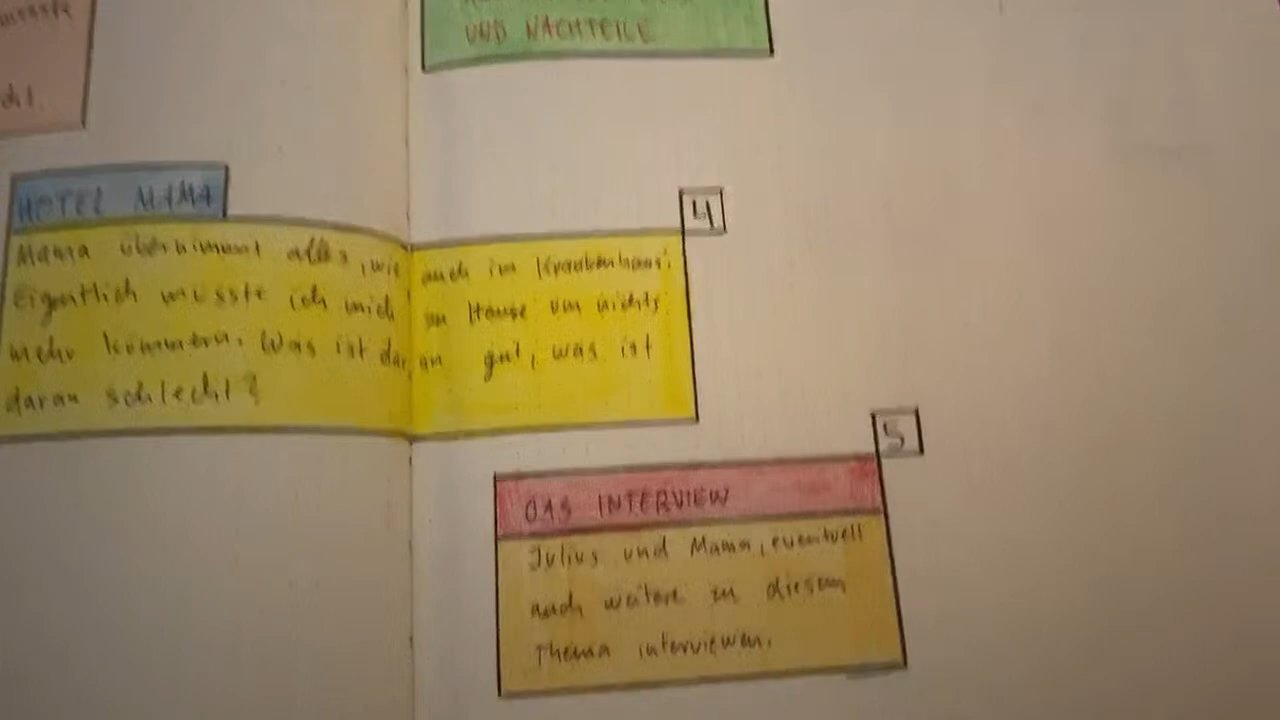 UND NACHTEILE
HOTEL MAMA
4
Mama übernimmt alles, wie auch im Krankenhaus.
Eigentlich müsste ich mich zu Hause um nichts
mehr kümmern. Was ist daran gut, was ist
daran schlecht?
5
DAS INTERVIEW
Julius und Mama, eventuell
auch weitere zu diesem
Thema interviewen.